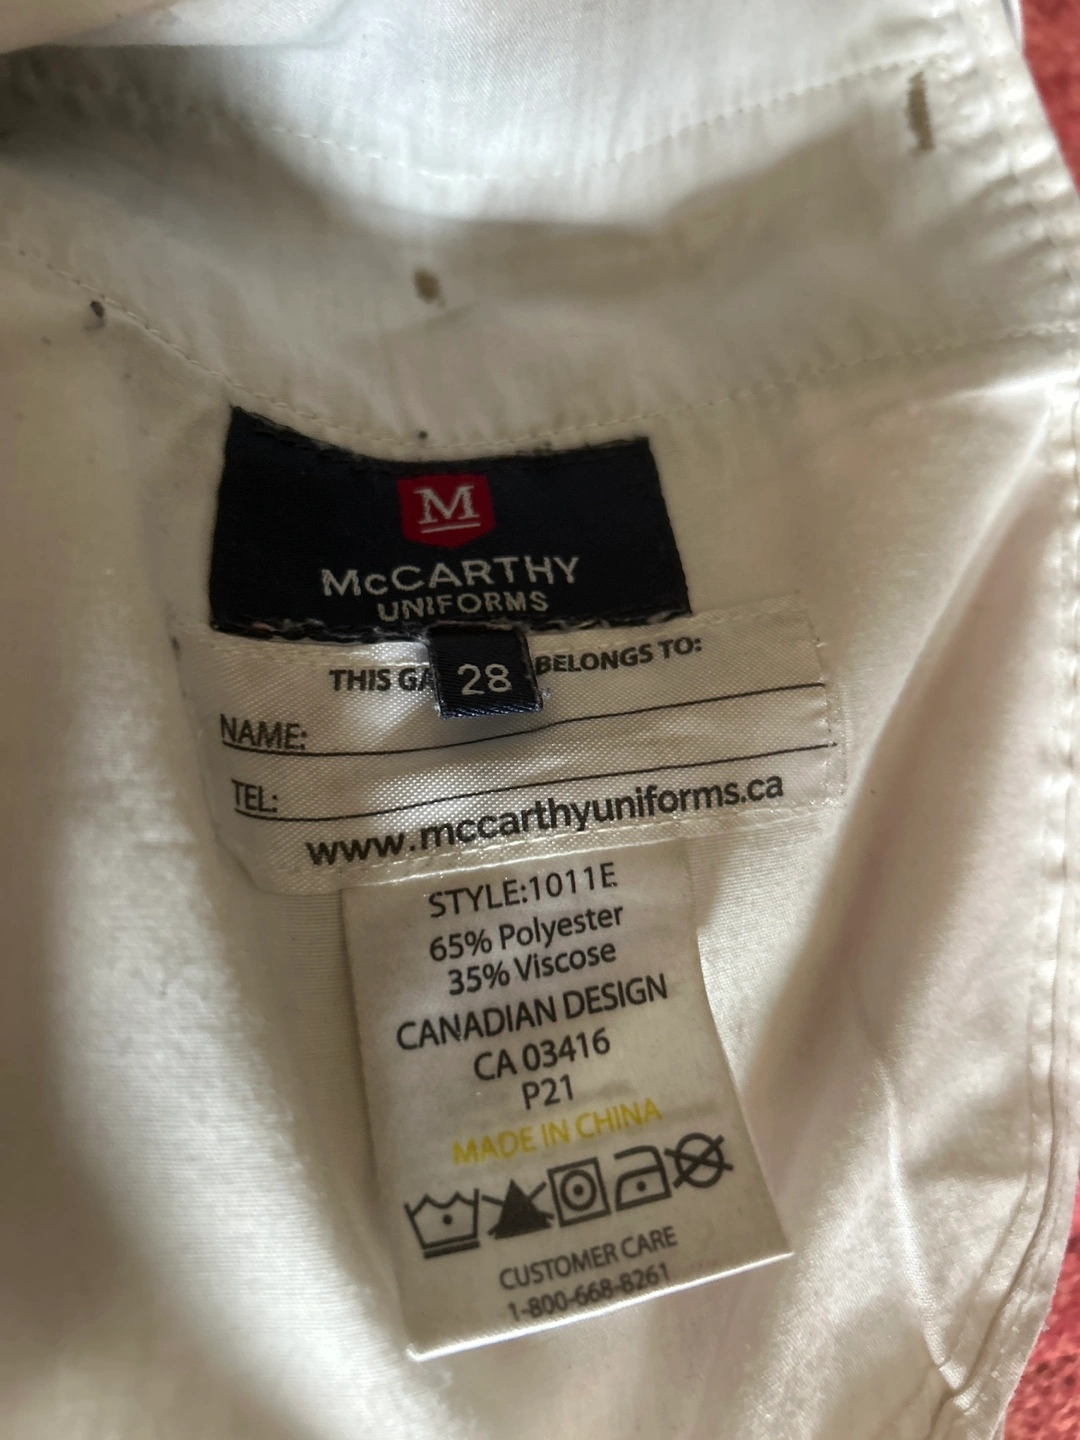 M
McCARTHY
UNIFORMS
28
THIS GA BELONGS TO:
NAME:
TEL:
www.mccarthyuniforms.ca
STYLE:1011E
65% Polyester
35% Viscose
CANADIAN DESIGN
CA 03416
P21
MADE IN CHINA
CUSTOMER CARE
1-800-668-8261